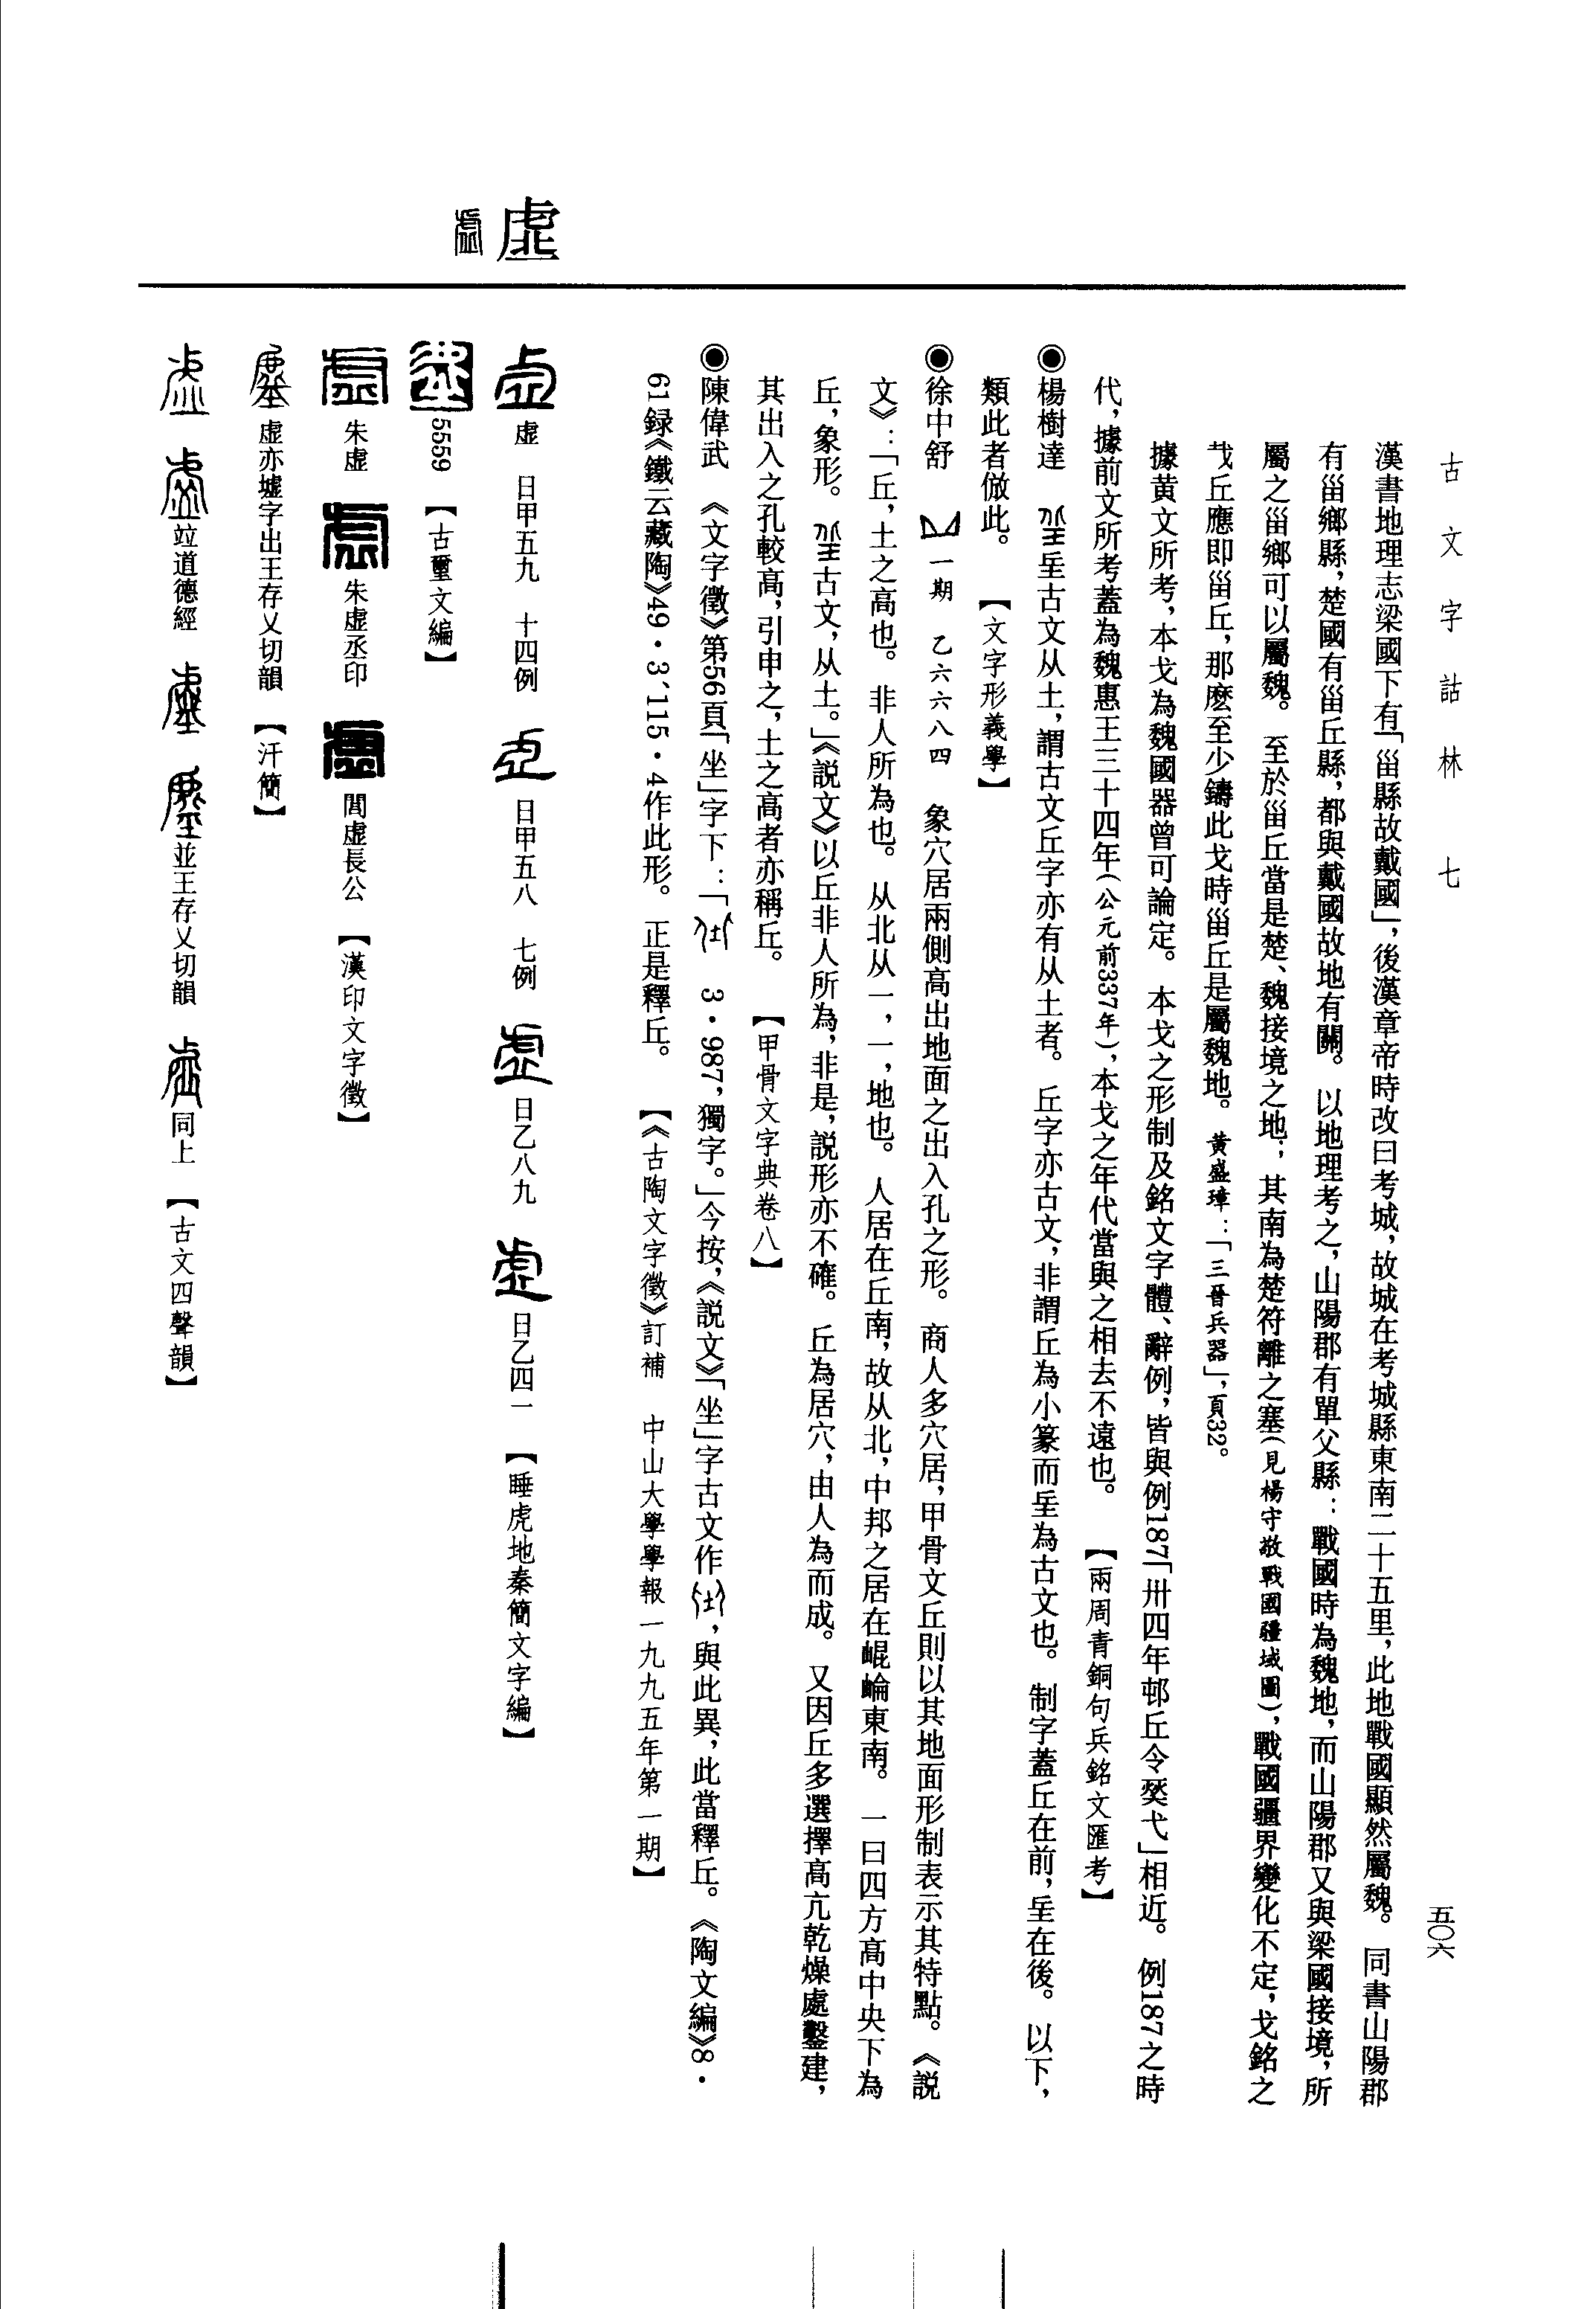 古文字詁林　七
五〇六
漢書地理志梁國下有「甾縣故戴國」，後漢章帝時改曰考城，故城在考城縣東南二十五里，此地戰國顯然屬魏。同書山陽郡
有甾鄉縣，楚國有甾丘縣，都與戴國故地有關。以地理考之，山陽郡有單父縣：戰國時為魏地，而山陽郡又與梁國接境，所
屬之甾鄉可以屬魏。至於甾丘當是楚、魏接境之地；其南為楚符離之塞（見楊守敬戰國疆域圖），戰國疆界變化不定，戈銘之
丘應即甾丘，那麽至少鑄此戈時甾丘是屬魏地。黄盛璋：「三晉兵器」，頁32。
據黄文所考，本戈為魏國器曾可論定。本戈之形制及銘文字體、辭例，皆與例187「卅四年邨丘令燹弋」相近。例187之時
代，據前文所考蓋為魏惠王三十四年（公元前337年），本戈之年代當與之相去不遠也。　【兩周青銅句兵銘文匯考】
◉楊樹達　坖古文从土，謂古文丘字亦有从土者。丘字亦古文，非謂丘為小篆而坖為古文也。制字蓋丘在前，坖在後。以下，
類此者倣此。　【文字形義學】
◉徐中舒　一期　乙六六八四　象穴居兩側高出地面之出入孔之形。商人多穴居，甲骨文丘則以其地面形制表示其特點。《説
文》：「丘，土之高也。非人所為也。从北从一，一，地也。人居在丘南，故从北，中邦之居在崐崘東南。一曰四方高中央下為
丘，象形。古文，从土。」《説文》以丘非人所為，非是，説形亦不確。丘為居穴，由人為而成。又因丘多選擇高亢乾燥處鑿建，
其出入之孔較高，引申之，土之高者亦稱丘。　【甲骨文字典卷八】
◉陳偉武　《文字徵》第56頁「坐」字下：「　3·987，獨字。」今按，《説文》「坐」字古文作，與此異，此當釋丘。《陶文編》8·
61録《鐵云藏陶》49·3、115·4作此形。正是釋丘。　【《古陶文字徵》訂補　中山大學學報一九九五年第一期】
虛
虛　日甲五九　十四例　日甲五八　七例　日乙八九　日乙四一　【睡虎地秦簡文字編】
5559　【古璽文編】
朱虛　朱虛丞印　閭虛長公　【漢印文字徵】
虛亦墟字出王存乂切韻　【汗簡】
竝道德經　並王存乂切韻　同上　【古文四聲韻】